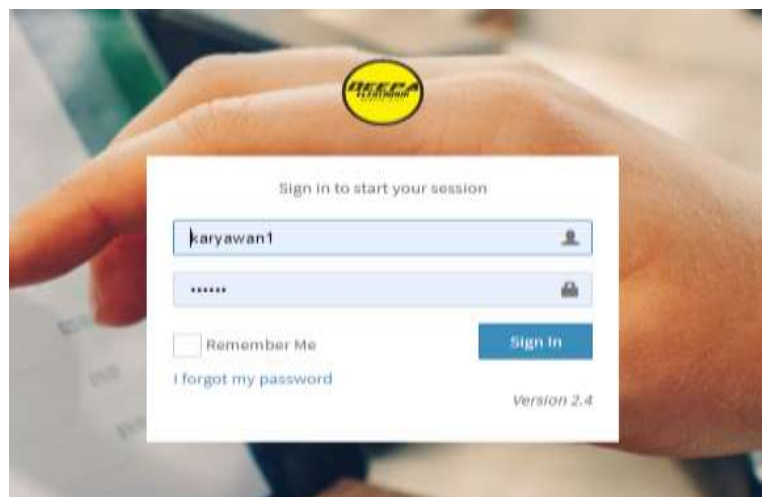 Sign in to start your session
karyawan1
••••••
Remember Me
Sign In
I forgot my password
Version 2.4